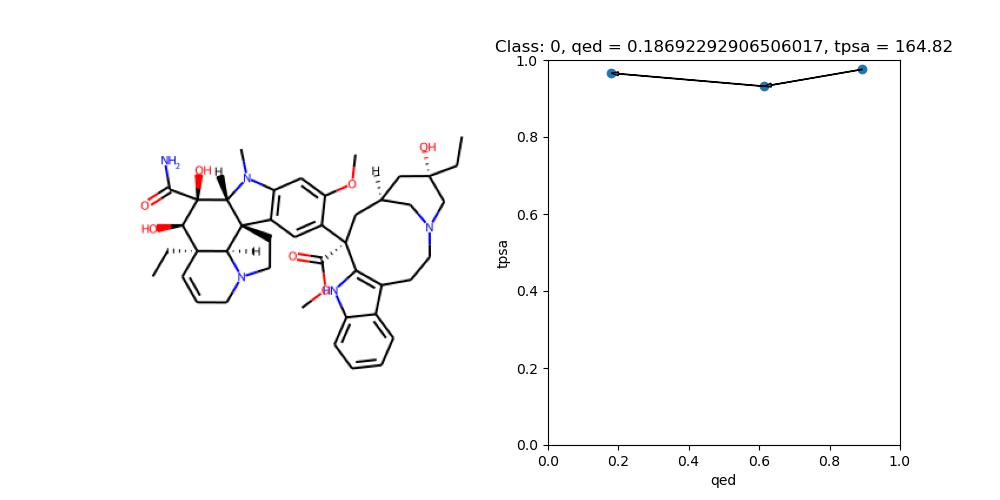 Class: 0, qed = 0.18692292906506017, tpsa = 164.82
1.0
0.8
0.6
0.4
0.2
0.0
tpsa
0.0 0.2 0.4 0.6 0.8 1.0
qed
NH2
OH
H
N
O
O
HO
H
N
O
HN
H
OH
N